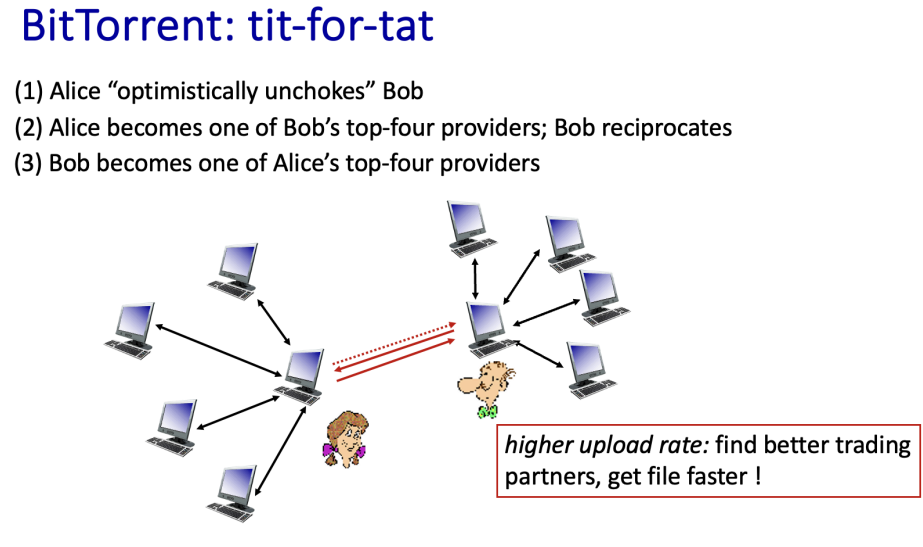 BitTorrent: tit-for-tat
(1) Alice “optimistically unchokes” Bob
(2) Alice becomes one of Bob’s top-four providers; Bob reciprocates
(3) Bob becomes one of Alice’s top-four providers
higher upload rate: find better trading
partners, get file faster !